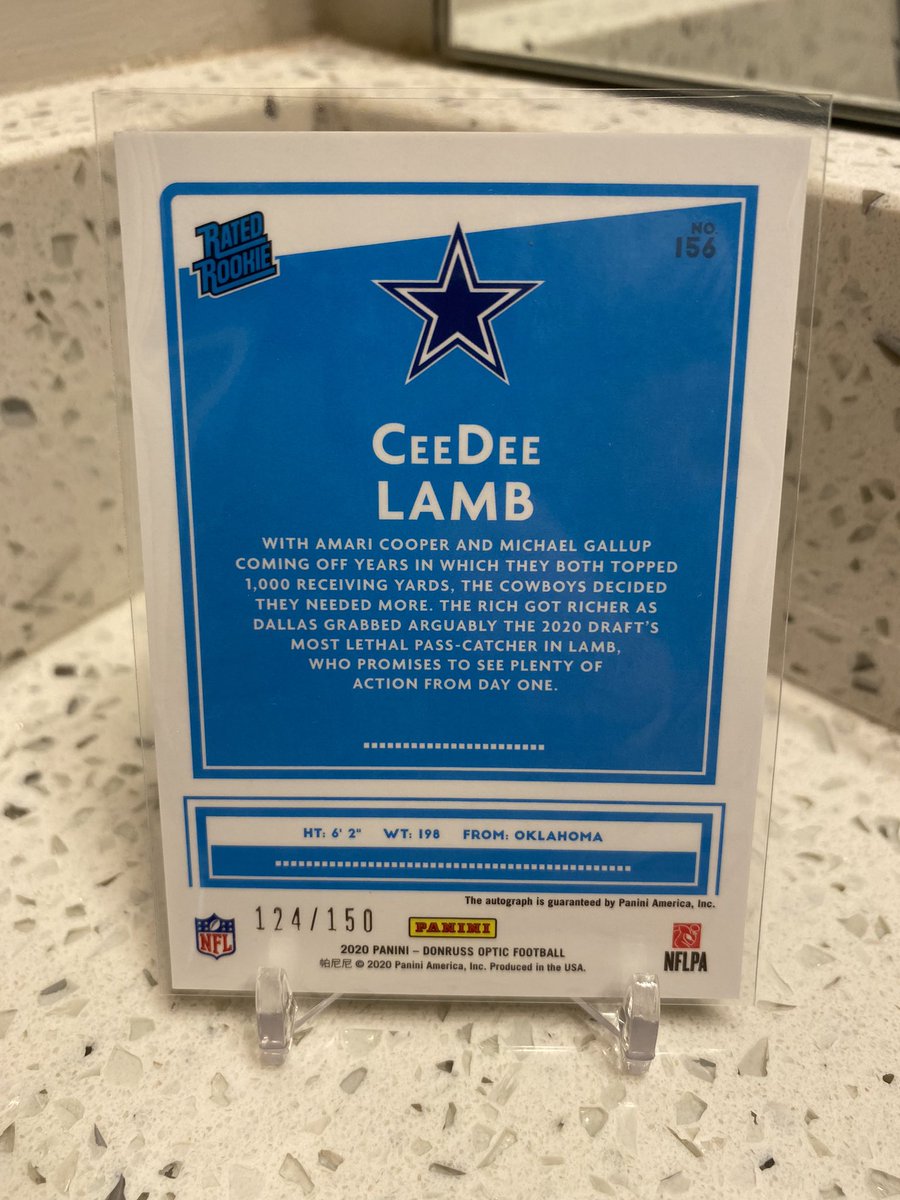 RATED
ROOKIE
NO.
156
CEEDEE
LAMB
WITH AMARI COOPER AND MICHAEL GALLUP
COMING OFF YEARS IN WHICH THEY BOTH TOPPED
1,000 RECEIVING YARDS, THE COWBOYS DECIDED
THEY NEEDED MORE. THE RICH GOT RICHER AS
DALLAS GRABBED ARGUABLY THE 2020 DRAFT'S
MOST LETHAL PASS-CATCHER IN LAMB,
WHO PROMISES TO SEE PLENTY OF
ACTION FROM DAY ONE.
HT: 6' 2" WT: 198 FROM: OKLAHOMA
The autograph is guaranteed by Panini America, Inc.
NFL
124/150
PANINI
2020 PANINI – DONRUSS OPTIC FOOTBALL
帕尼尼 © 2020 Panini America, Inc. Produced in the USA.
NFLPA